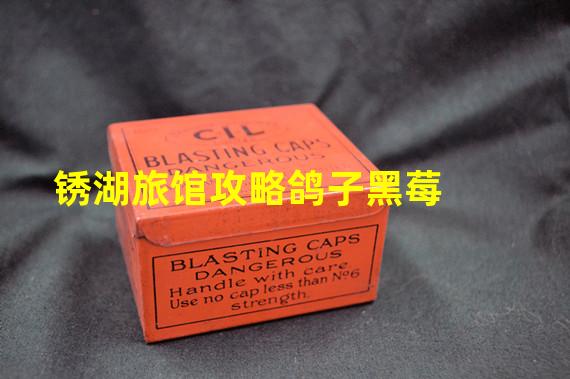 CIL
BLASTING CAPS
DANGEROUS
锈湖旅馆攻略鸽子黑莓
BLASTING CAPS
DANGEROUS
Handle with care
Use no cap less than Nº6
strength.